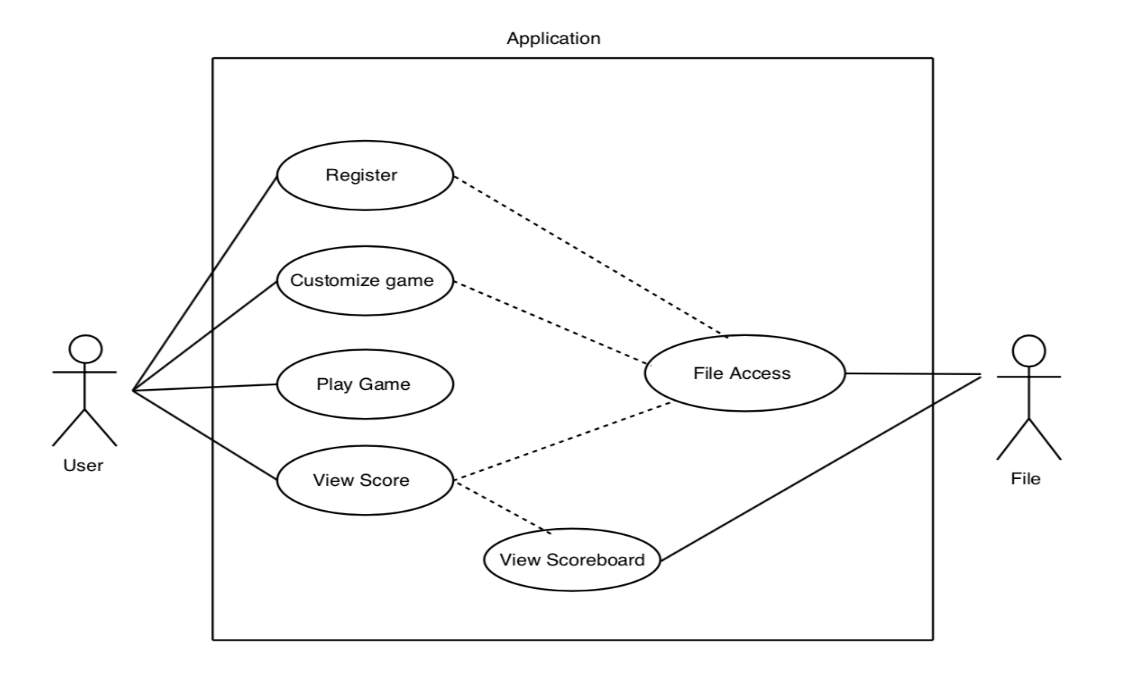 Application
Register
Customize game
Play Game
File Access
User
View Score
File
View Scoreboard